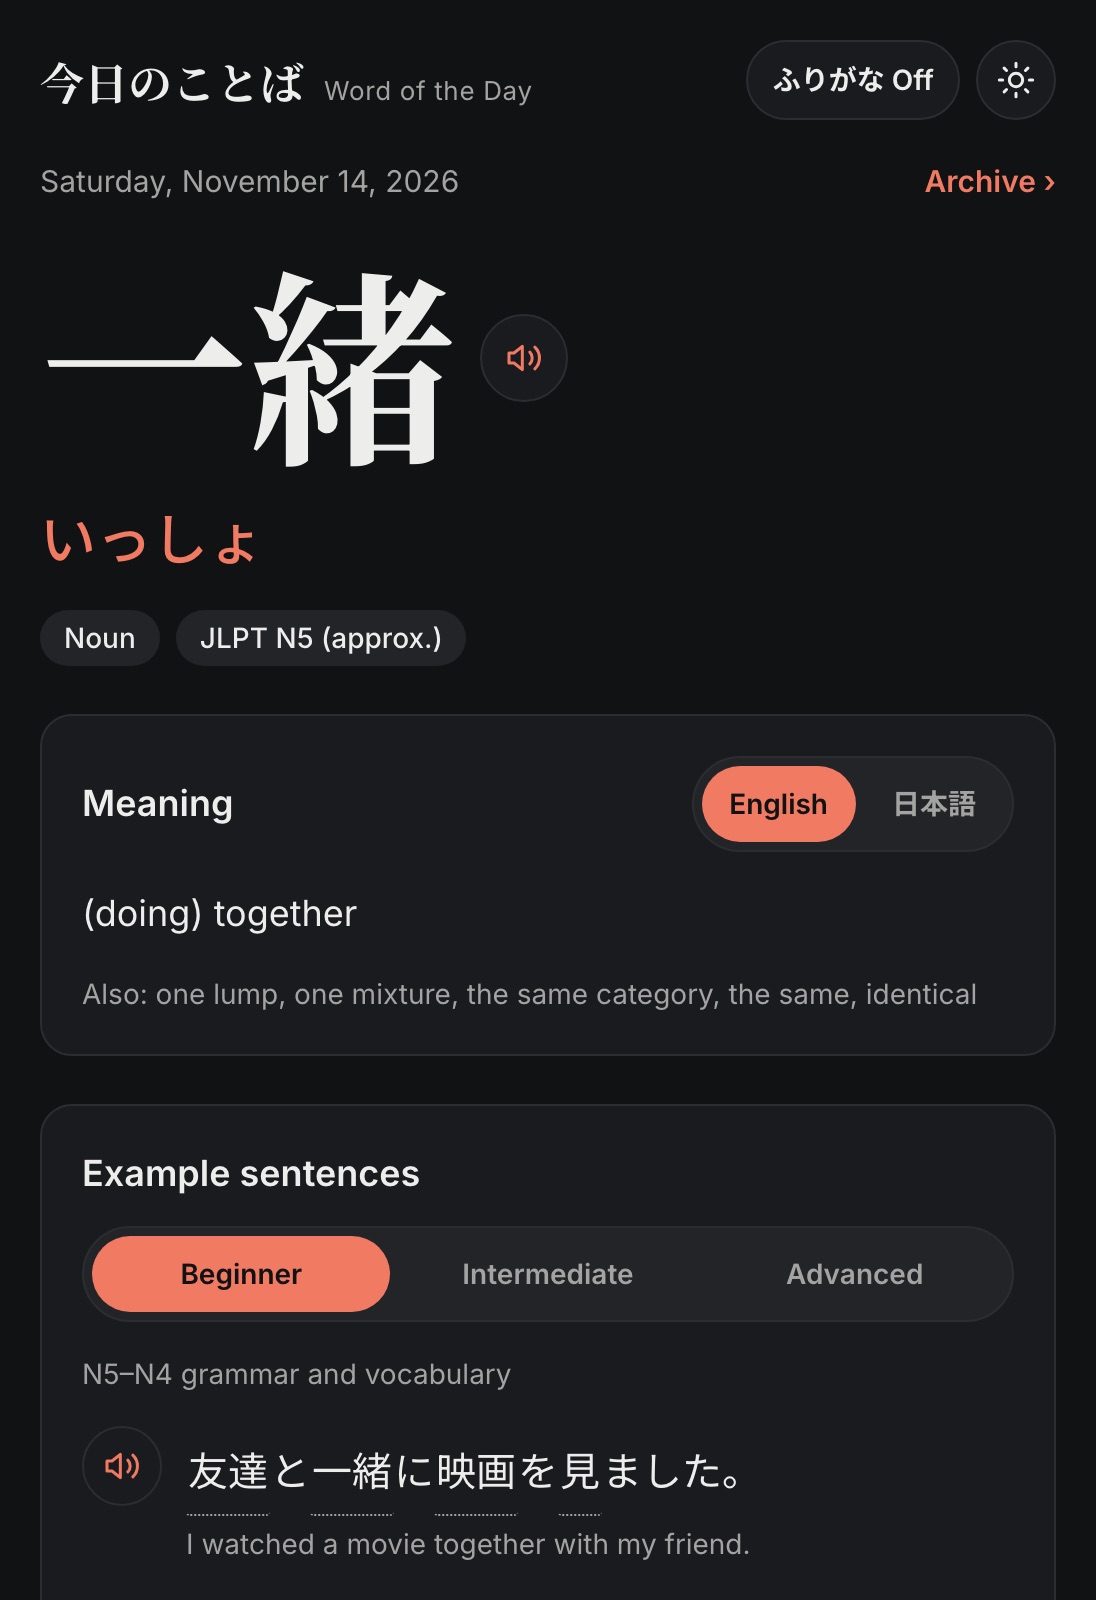 今日のことば Word of the Day
ふりがな Off
Saturday, November 14, 2026
Archive ›
一緒
いっしょ
Noun
JLPT N5 (approx.)
Meaning
English
日本語
(doing) together
Also: one lump, one mixture, the same category, the same, identical
Example sentences
Beginner
Intermediate
Advanced
N5–N4 grammar and vocabulary
友達と一緒に映画を見ました。
I watched a movie together with my friend.